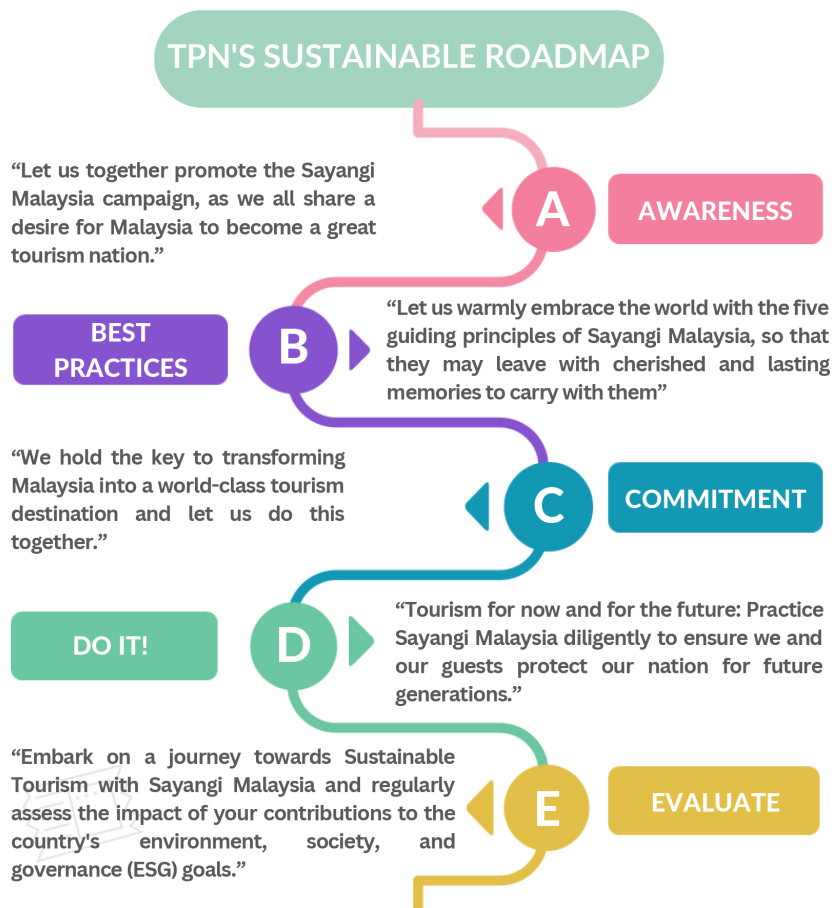 TPN'S SUSTAINABLE ROADMAP
“Let us together promote the Sayangi
Malaysia campaign, as we all share a
desire for Malaysia to become a great
tourism nation.”
A
AWARENESS
BEST
PRACTICES
B
“Let us warmly embrace the world with the five
guiding principles of Sayangi Malaysia, so that
they may leave with cherished and lasting
memories to carry with them”
“We hold the key to transforming
Malaysia into a world-class tourism
destination and let us do this
together.”
C
COMMITMENT
DO IT!
D
“Tourism for now and for the future: Practice
Sayangi Malaysia diligently to ensure we and
our guests protect our nation for future
generations.”
“Embark on a journey towards Sustainable
Tourism with Sayangi Malaysia and regularly
assess the impact of your contributions to the
country's environment, society, and
governance (ESG) goals.”
E
EVALUATE